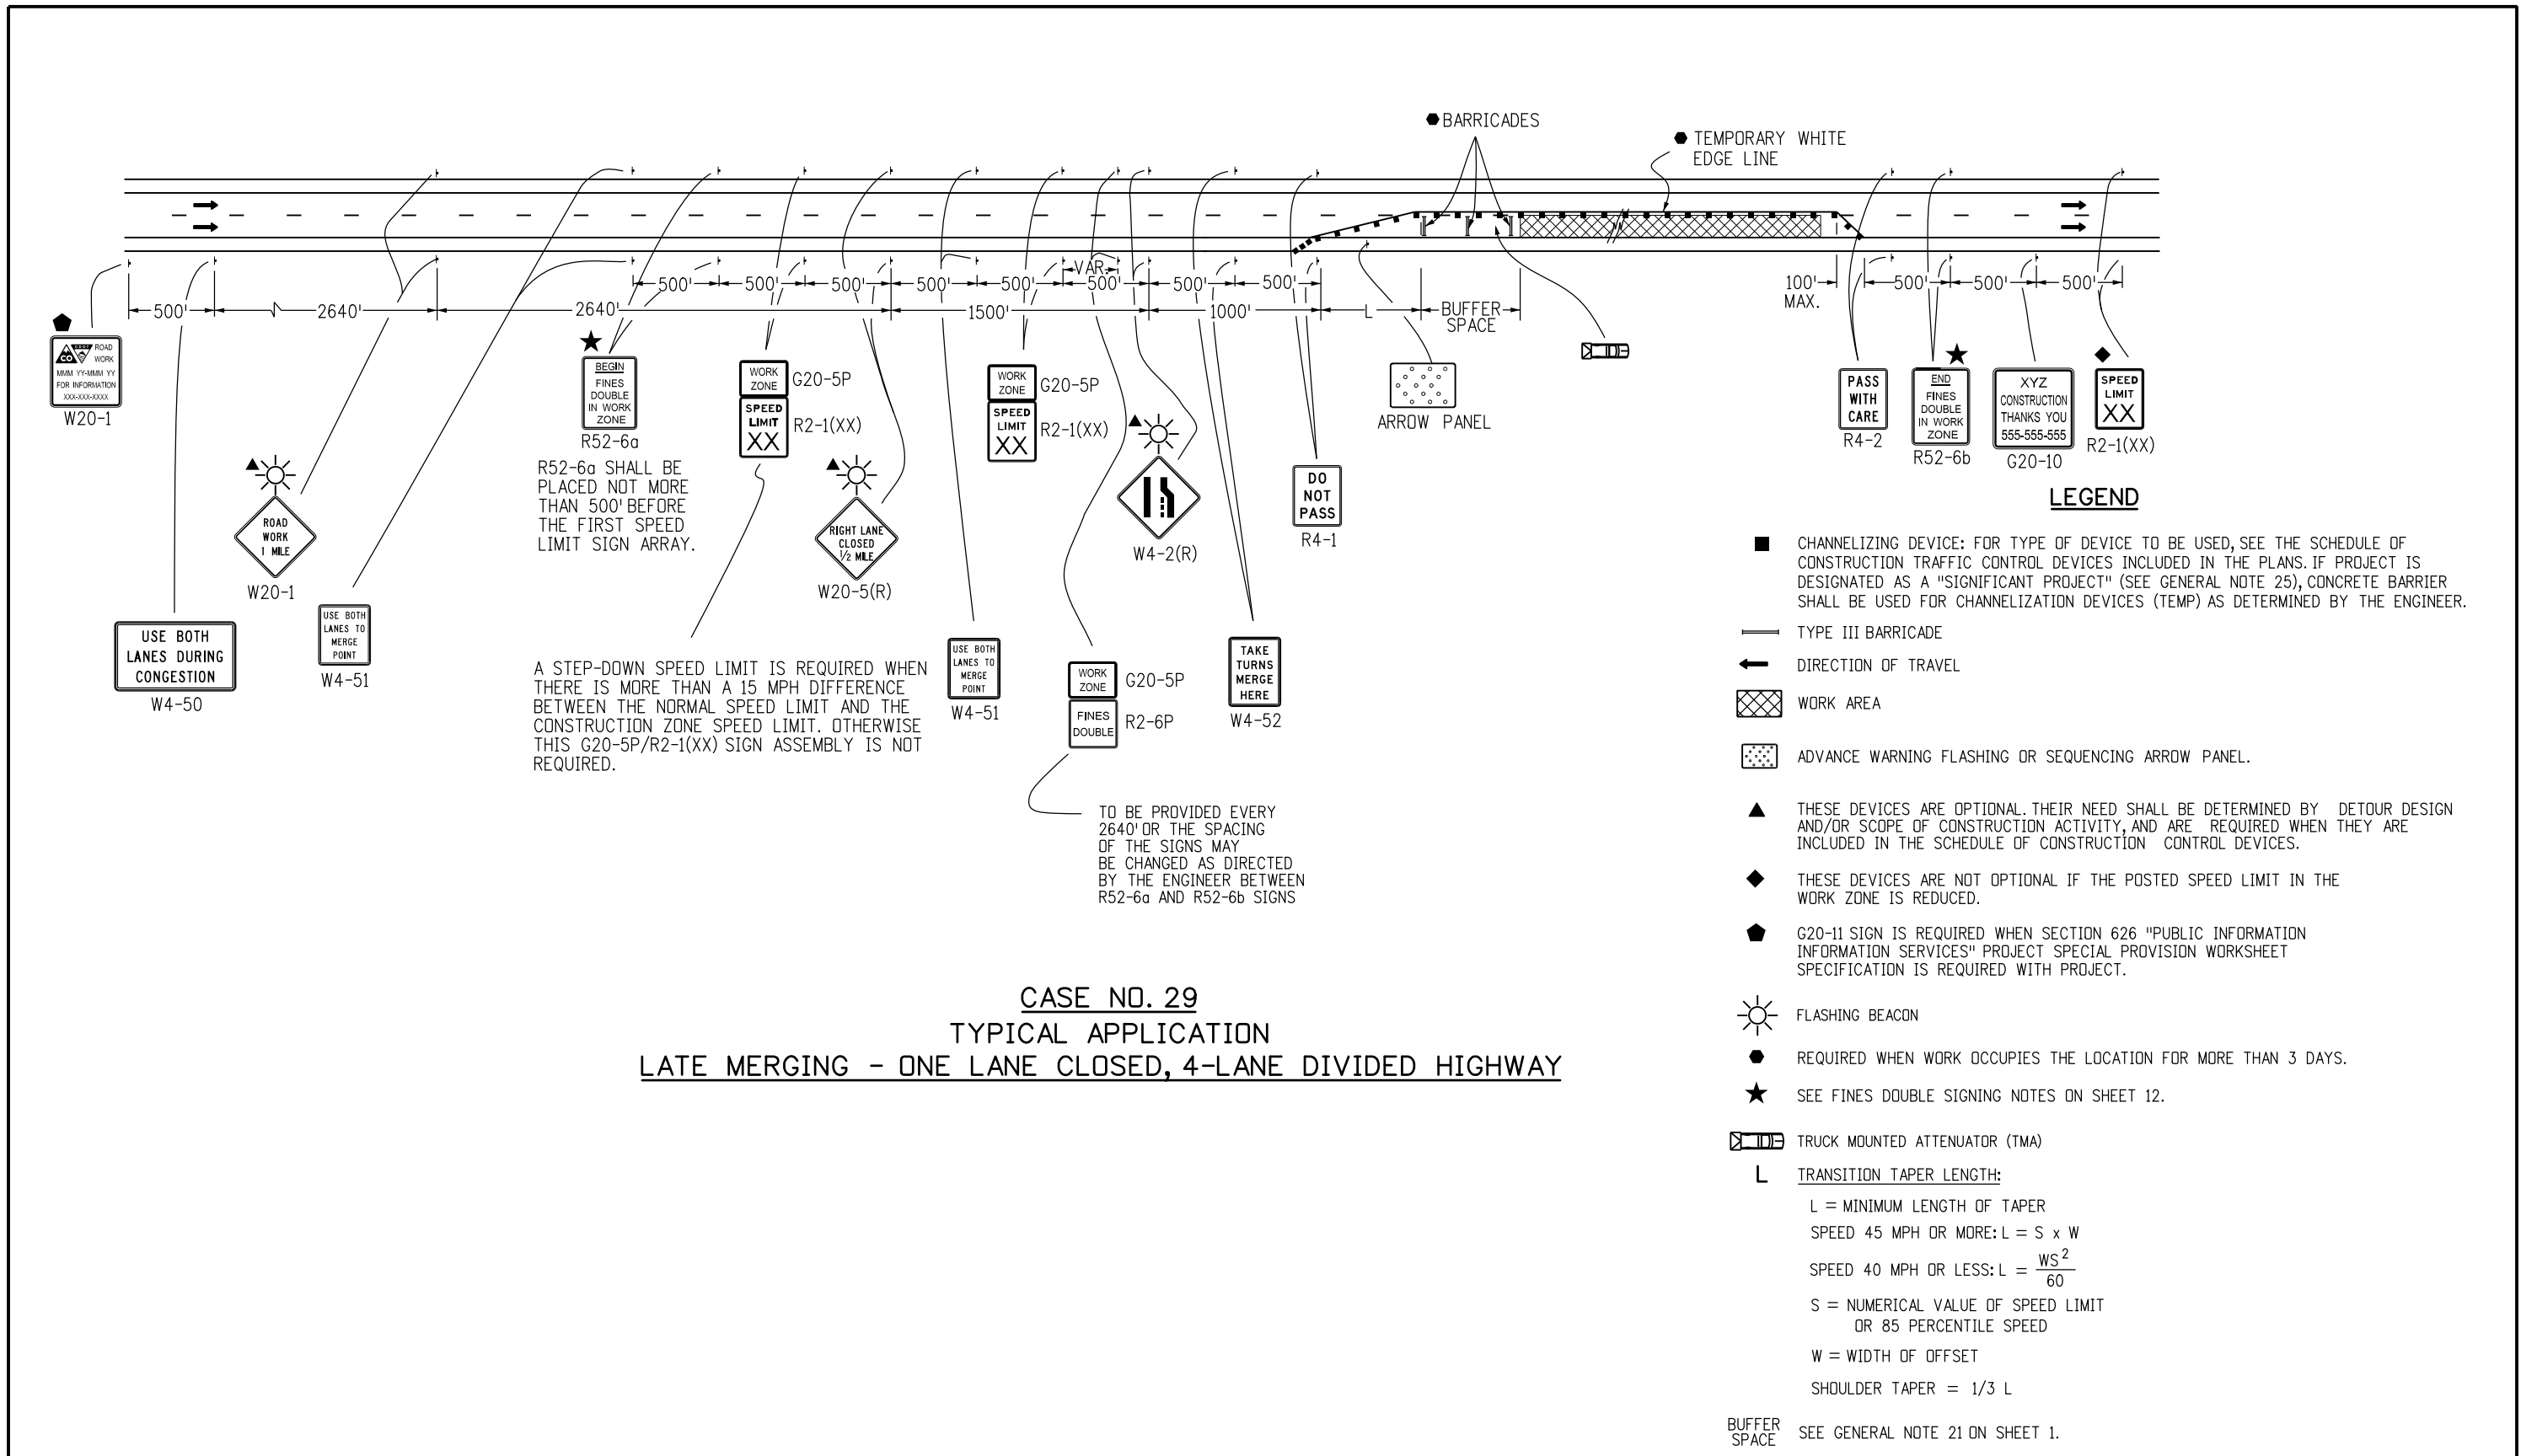 BARRICADES
TEMPORARY WHITE
EDGE LINE
VAR.
500' 500' 500' 500' 500' 500' 500' 500'
500' 2640' 2640' 1500' 1000' L
BUFFER
SPACE
100'
MAX.
500' 500' 500'
CO CDOT ROAD
WORK
MMM YY-MMM YY
FOR INFORMATION
XXX-XXX-XXXX
W20-1
USE BOTH
LANES DURING
CONGESTION
W4-50
ROAD
WORK
1 MILE
W20-1
USE BOTH
LANES TO
MERGE
POINT
W4-51
BEGIN
FINES
DOUBLE
IN WORK
ZONE
R52-6a
R52-6a SHALL BE
PLACED NOT MORE
THAN 500' BEFORE
THE FIRST SPEED
LIMIT SIGN ARRAY.
WORK
ZONE
G20-5P
SPEED
LIMIT
XX
R2-1(XX)
A STEP-DOWN SPEED LIMIT IS REQUIRED WHEN
THERE IS MORE THAN A 15 MPH DIFFERENCE
BETWEEN THE NORMAL SPEED LIMIT AND THE
CONSTRUCTION ZONE SPEED LIMIT. OTHERWISE
THIS G20-5P/R2-1(XX) SIGN ASSEMBLY IS NOT
REQUIRED.
RIGHT LANE
CLOSED
½ MILE
W20-5(R)
USE BOTH
LANES TO
MERGE
POINT
W4-51
WORK
ZONE
G20-5P
SPEED
LIMIT
XX
R2-1(XX)
WORK
ZONE
G20-5P
FINES
DOUBLE
R2-6P
TO BE PROVIDED EVERY
2640' OR THE SPACING
OF THE SIGNS MAY
BE CHANGED AS DIRECTED
BY THE ENGINEER BETWEEN
R52-6a AND R52-6b SIGNS
W4-2(R)
TAKE
TURNS
MERGE
HERE
W4-52
DO
NOT
PASS
R4-1
ARROW PANEL
PASS
WITH
CARE
R4-2
END
FINES
DOUBLE
IN WORK
ZONE
R52-6b
XYZ
CONSTRUCTION
THANKS YOU
555-555-555
G20-10
SPEED
LIMIT
XX
R2-1(XX)
CASE NO. 29
TYPICAL APPLICATION
LATE MERGING - ONE LANE CLOSED, 4-LANE DIVIDED HIGHWAY
LEGEND
CHANNELIZING DEVICE: FOR TYPE OF DEVICE TO BE USED, SEE THE SCHEDULE OF
CONSTRUCTION TRAFFIC CONTROL DEVICES INCLUDED IN THE PLANS. IF PROJECT IS
DESIGNATED AS A "SIGNIFICANT PROJECT" (SEE GENERAL NOTE 25), CONCRETE BARRIER
SHALL BE USED FOR CHANNELIZATION DEVICES (TEMP) AS DETERMINED BY THE ENGINEER.
TYPE III BARRICADE
DIRECTION OF TRAVEL
WORK AREA
ADVANCE WARNING FLASHING OR SEQUENCING ARROW PANEL.
THESE DEVICES ARE OPTIONAL. THEIR NEED SHALL BE DETERMINED BY DETOUR DESIGN
AND/OR SCOPE OF CONSTRUCTION ACTIVITY, AND ARE REQUIRED WHEN THEY ARE
INCLUDED IN THE SCHEDULE OF CONSTRUCTION CONTROL DEVICES.
THESE DEVICES ARE NOT OPTIONAL IF THE POSTED SPEED LIMIT IN THE
WORK ZONE IS REDUCED.
G20-11 SIGN IS REQUIRED WHEN SECTION 626 "PUBLIC INFORMATION
INFORMATION SERVICES" PROJECT SPECIAL PROVISION WORKSHEET
SPECIFICATION IS REQUIRED WITH PROJECT.
FLASHING BEACON
REQUIRED WHEN WORK OCCUPIES THE LOCATION FOR MORE THAN 3 DAYS.
SEE FINES DOUBLE SIGNING NOTES ON SHEET 12.
TRUCK MOUNTED ATTENUATOR (TMA)
L TRANSITION TAPER LENGTH:
L = MINIMUM LENGTH OF TAPER
SPEED 45 MPH OR MORE: L = S x W
SPEED 40 MPH OR LESS: L = WS² / 60
S = NUMERICAL VALUE OF SPEED LIMIT
OR 85 PERCENTILE SPEED
W = WIDTH OF OFFSET
SHOULDER TAPER = 1/3 L
BUFFER
SPACE
SEE GENERAL NOTE 21 ON SHEET 1.